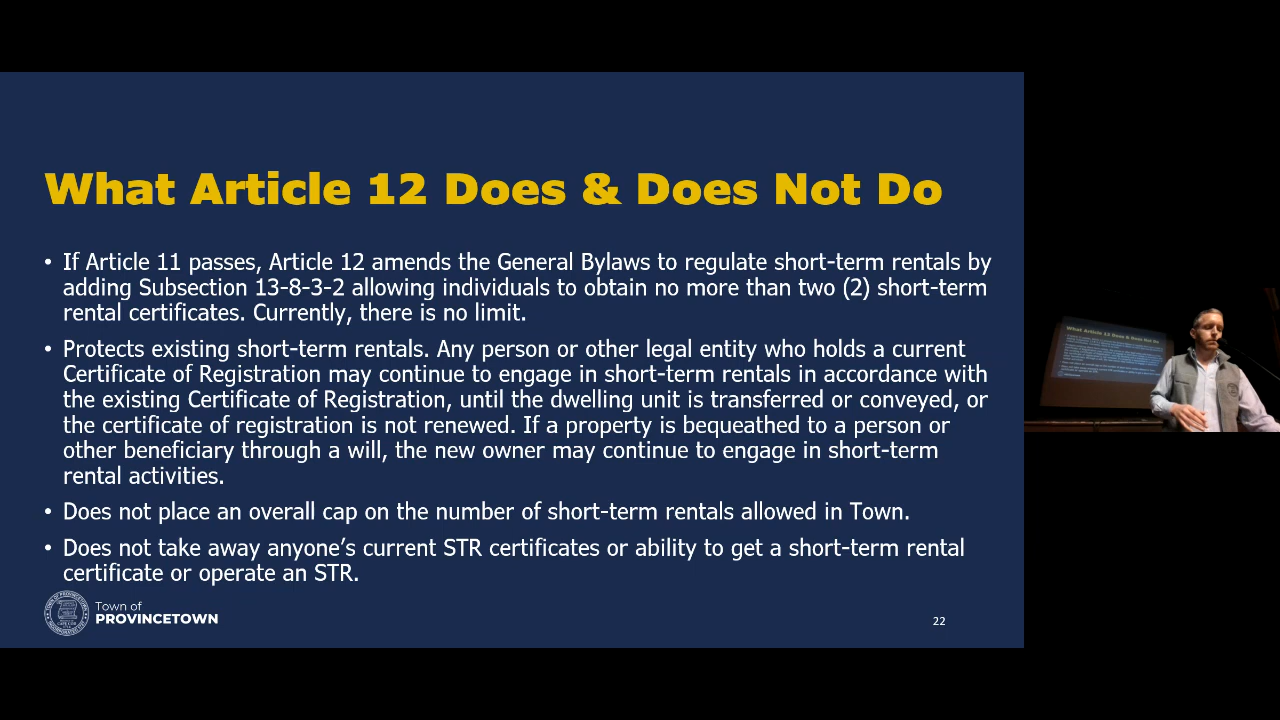 What Article 12 Does & Does Not Do
• If Article 11 passes, Article 12 amends the General Bylaws to regulate short-term rentals by
adding Subsection 13-8-3-2 allowing individuals to obtain no more than two (2) short-term
rental certificates. Currently, there is no limit.
• Protects existing short-term rentals. Any person or other legal entity who holds a current
Certificate of Registration may continue to engage in short-term rentals in accordance with
the existing Certificate of Registration, until the dwelling unit is transferred or conveyed, or
the certificate of registration is not renewed. If a property is bequeathed to a person or
other beneficiary through a will, the new owner may continue to engage in short-term
rental activities.
• Does not place an overall cap on the number of short-term rentals allowed in Town.
• Does not take away anyone’s current STR certificates or ability to get a short-term rental
certificate or operate an STR.
Town of
PROVINCETOWN
22
What Article 12 Does & Does Not Do